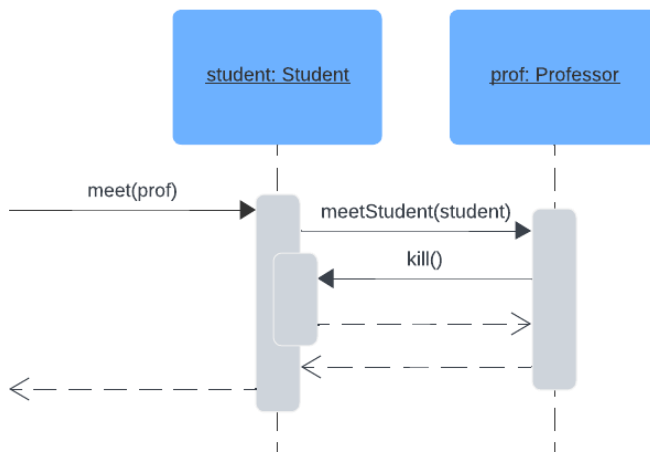 student: Student
prof: Professor
meet(prof)
meetStudent(student)
kill()